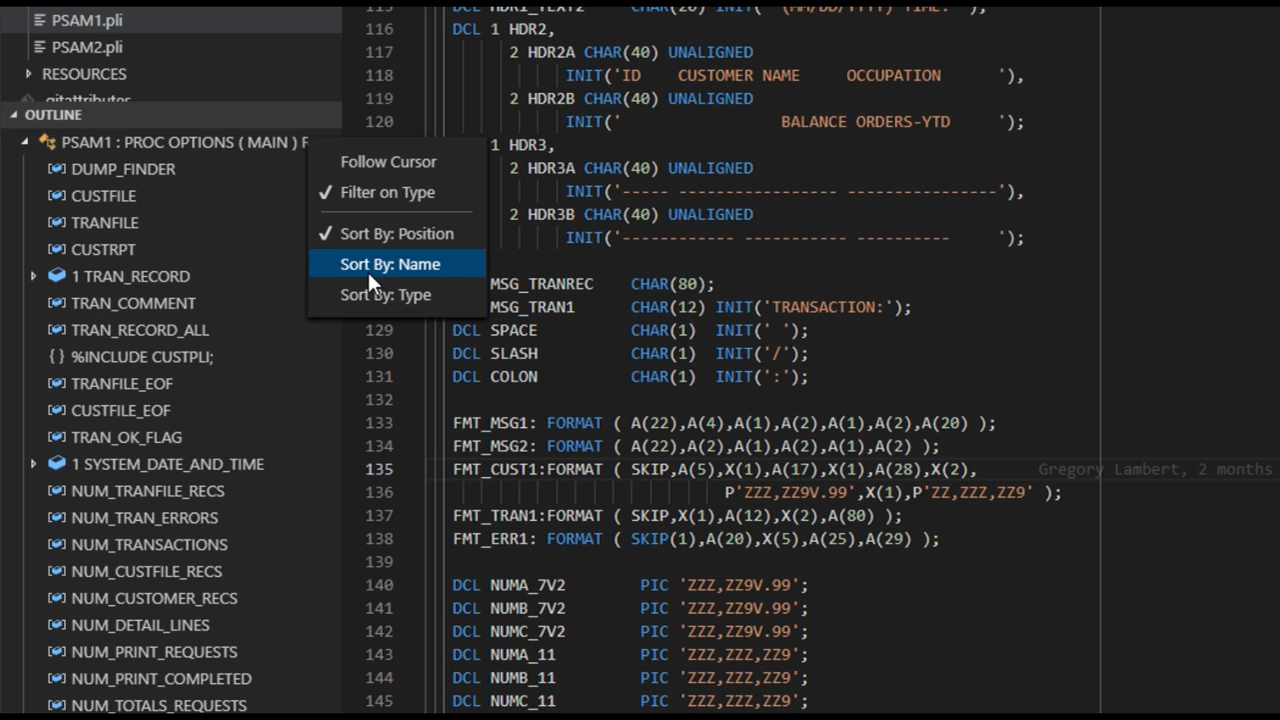 PSAM1.pli
PSAM2.pli
RESOURCES
.gitattributes
OUTLINE
PSAM1 : PROC OPTIONS ( MAIN ) R
DUMP_FINDER
CUSTFILE
TRANFILE
CUSTRPT
1 TRAN_RECORD
TRAN_COMMENT
TRAN_RECORD_ALL
{ } %INCLUDE CUSTPLI;
TRANFILE_EOF
CUSTFILE_EOF
TRAN_OK_FLAG
1 SYSTEM_DATE_AND_TIME
NUM_TRANFILE_RECS
NUM_TRAN_ERRORS
NUM_TRANSACTIONS
NUM_CUSTFILE_RECS
NUM_CUSTOMER_RECS
NUM_DETAIL_LINES
NUM_PRINT_REQUESTS
NUM_PRINT_COMPLETED
NUM_TOTALS_REQUESTS
Follow Cursor
✓ Filter on Type
✓ Sort By: Position
Sort By: Name
Sort By: Type
115 DCL HDR1_TEXT2 CHAR(20) INIT(' (MM/DD/YYYY) TIME: ');
116 DCL 1 HDR2,
117 2 HDR2A CHAR(40) UNALIGNED
118 INIT('ID    CUSTOMER NAME     OCCUPATION      '),
119 2 HDR2B CHAR(40) UNALIGNED
120 INIT('                 BALANCE ORDERS-YTD     ');
1 HDR3,
2 HDR3A CHAR(40) UNALIGNED
INIT('----- ----------------- ----------------'),
2 HDR3B CHAR(40) UNALIGNED
INIT('------------ ----------- ----------     ');
MSG_TRANREC CHAR(80);
MSG_TRAN1 CHAR(12) INIT('TRANSACTION:');
129 DCL SPACE CHAR(1) INIT(' ');
130 DCL SLASH CHAR(1) INIT('/');
131 DCL COLON CHAR(1) INIT(':');
132
133 FMT_MSG1: FORMAT ( A(22),A(4),A(1),A(2),A(1),A(2),A(20) );
134 FMT_MSG2: FORMAT ( A(22),A(2),A(1),A(2),A(1),A(2) );
135 FMT_CUST1:FORMAT ( SKIP,A(5),X(1),A(17),X(1),A(28),X(2), Gregory Lambert, 2 months
136 P'ZZZ,ZZ9V.99',X(1),P'ZZ,ZZZ,ZZ9' );
137 FMT_TRAN1:FORMAT ( SKIP,X(1),A(12),X(2),A(80) );
138 FMT_ERR1: FORMAT ( SKIP(1),A(20),X(5),A(25),A(29) );
139
140 DCL NUMA_7V2 PIC 'ZZZ,ZZ9V.99';
141 DCL NUMB_7V2 PIC 'ZZZ,ZZ9V.99';
142 DCL NUMC_7V2 PIC 'ZZZ,ZZ9V.99';
143 DCL NUMA_11 PIC 'ZZZ,ZZZ,ZZ9';
144 DCL NUMB_11 PIC 'ZZZ,ZZZ,ZZ9';
145 DCL NUMC_11 PIC 'ZZZ,ZZZ,ZZ9';